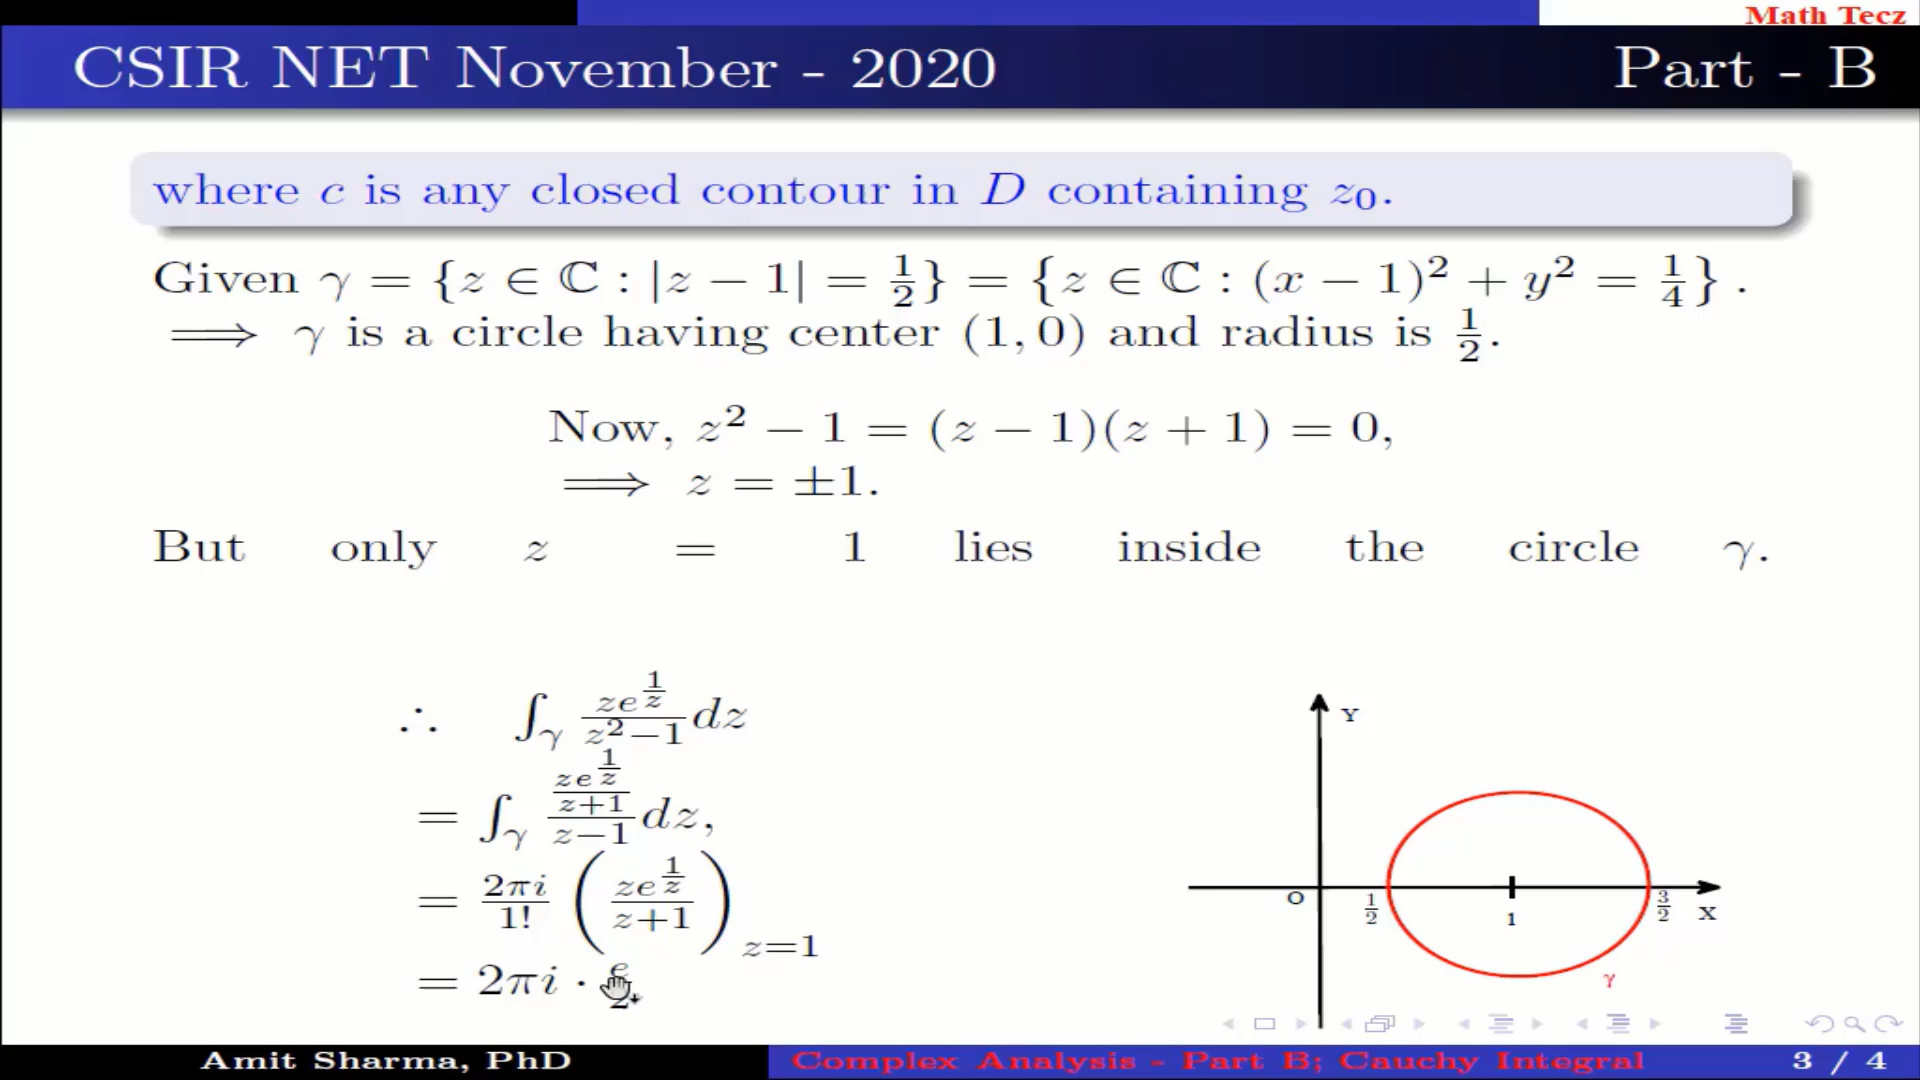 Math Tecz
CSIR NET November - 2020 Part - B
where c is any closed contour in D containing z₀.
Given γ = {z ∈ ℂ : |z − 1| = 1/2} = {z ∈ ℂ : (x − 1)² + y² = 1/4} .
⟹ γ is a circle having center (1, 0) and radius is 1/2.
Now, z² − 1 = (z − 1)(z + 1) = 0,
⟹ z = ±1.
But only z = 1 lies inside the circle γ.
∴ ∫_γ (ze^(1/z))/(z²−1) dz
= ∫_γ ((ze^(1/z))/(z+1))/(z−1) dz,
= (2πi)/(1!) ((ze^(1/z))/(z+1))_(z=1)
= 2πi ·
Y
O 1/2 1 3/2 X
γ
Amit Sharma, PhD Complex Analysis - Part B; Cauchy Integral 3 / 4